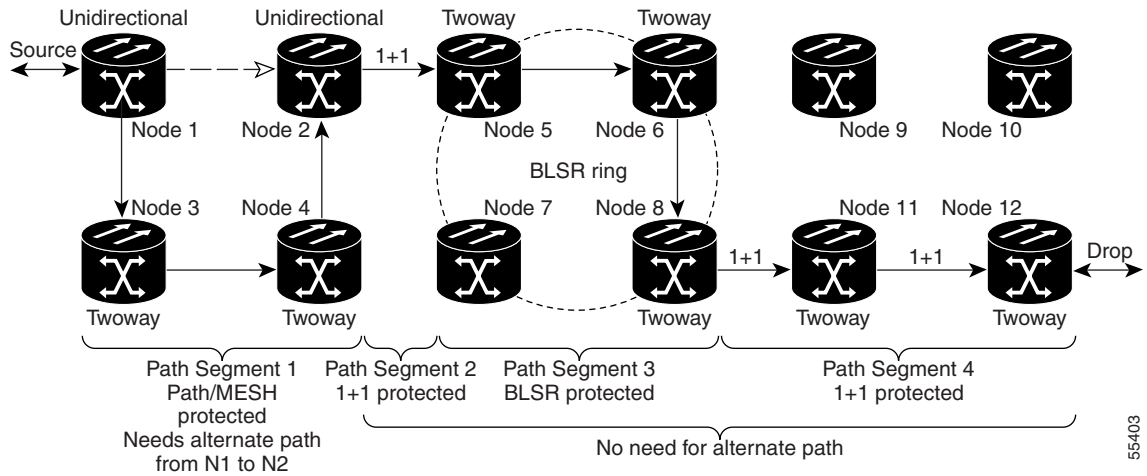 Unidirectional
Unidirectional
Twoway
Twoway
Source
1+1
Node 1
Node 2
Node 5
Node 6
Node 9
Node 10
BLSR ring
Node 3
Node 4
Node 7
Node 8
Node 11
Node 12
1+1
1+1
Drop
Twoway
Twoway
Twoway
Twoway
Twoway
Path Segment 1
Path/MESH
protected
Needs alternate path
from N1 to N2
Path Segment 2
1+1 protected
Path Segment 3
BLSR protected
Path Segment 4
1+1 protected
No need for alternate path
55403